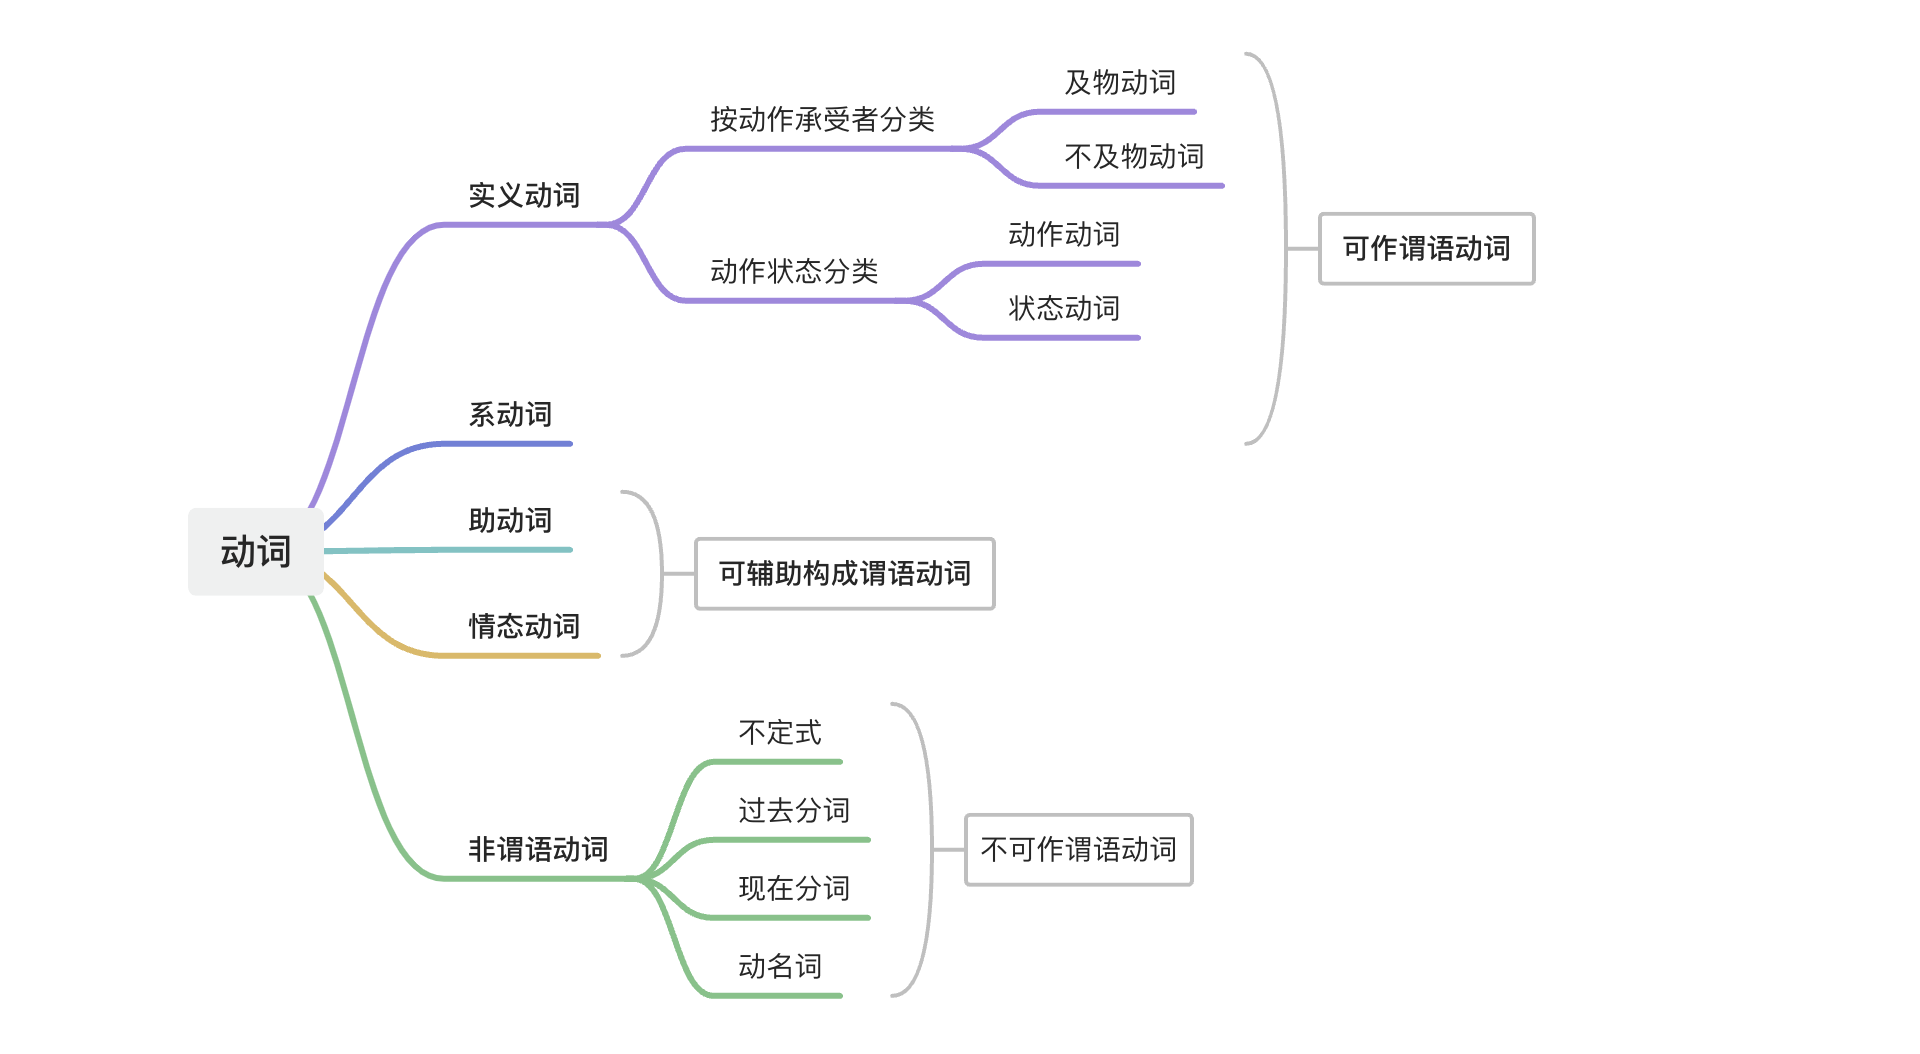 动词
实义动词
按动作承受者分类
及物动词
不及物动词
动作状态分类
动作动词
状态动词
可作谓语动词
系动词
助动词
情态动词
可辅助构成谓语动词
非谓语动词
不定式
过去分词
现在分词
动名词
不可作谓语动词